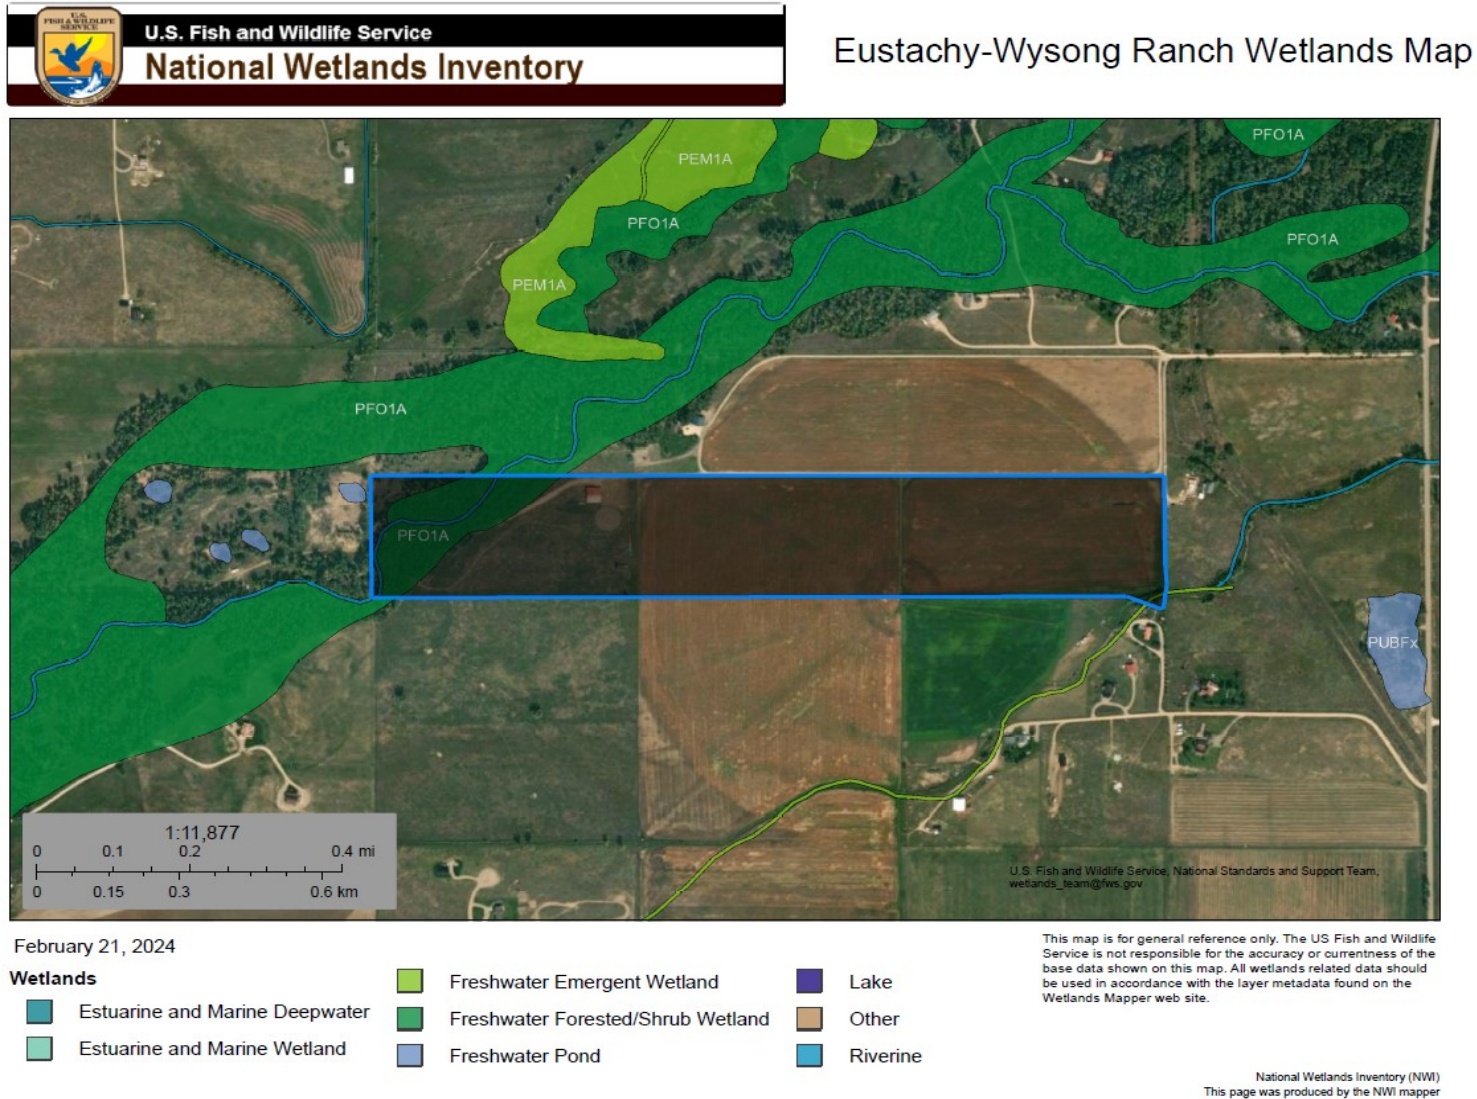 U.S.
FISH & WILDLIFE
SERVICE
U.S. Fish and Wildlife Service
National Wetlands Inventory
Eustachy-Wysong Ranch Wetlands Map
PFO1A
PEM1A
PFO1A
PFO1A
PEM1A
PFO1A
PFO1A
PUBFx
1:11,877
0 0.1 0.2 0.4 mi
0 0.15 0.3 0.6 km
U.S. Fish and Wildlife Service, National Standards and Support Team,
wetlands_team@fws.gov
February 21, 2024
This map is for general reference only. The US Fish and Wildlife
Service is not responsible for the accuracy or currentness of the
base data shown on this map. All wetlands related data should
be used in accordance with the layer metadata found on the
Wetlands Mapper web site.
Wetlands
Estuarine and Marine Deepwater
Estuarine and Marine Wetland
Freshwater Emergent Wetland
Freshwater Forested/Shrub Wetland
Freshwater Pond
Lake
Other
Riverine
National Wetlands Inventory (NWI)
This page was produced by the NWI mapper